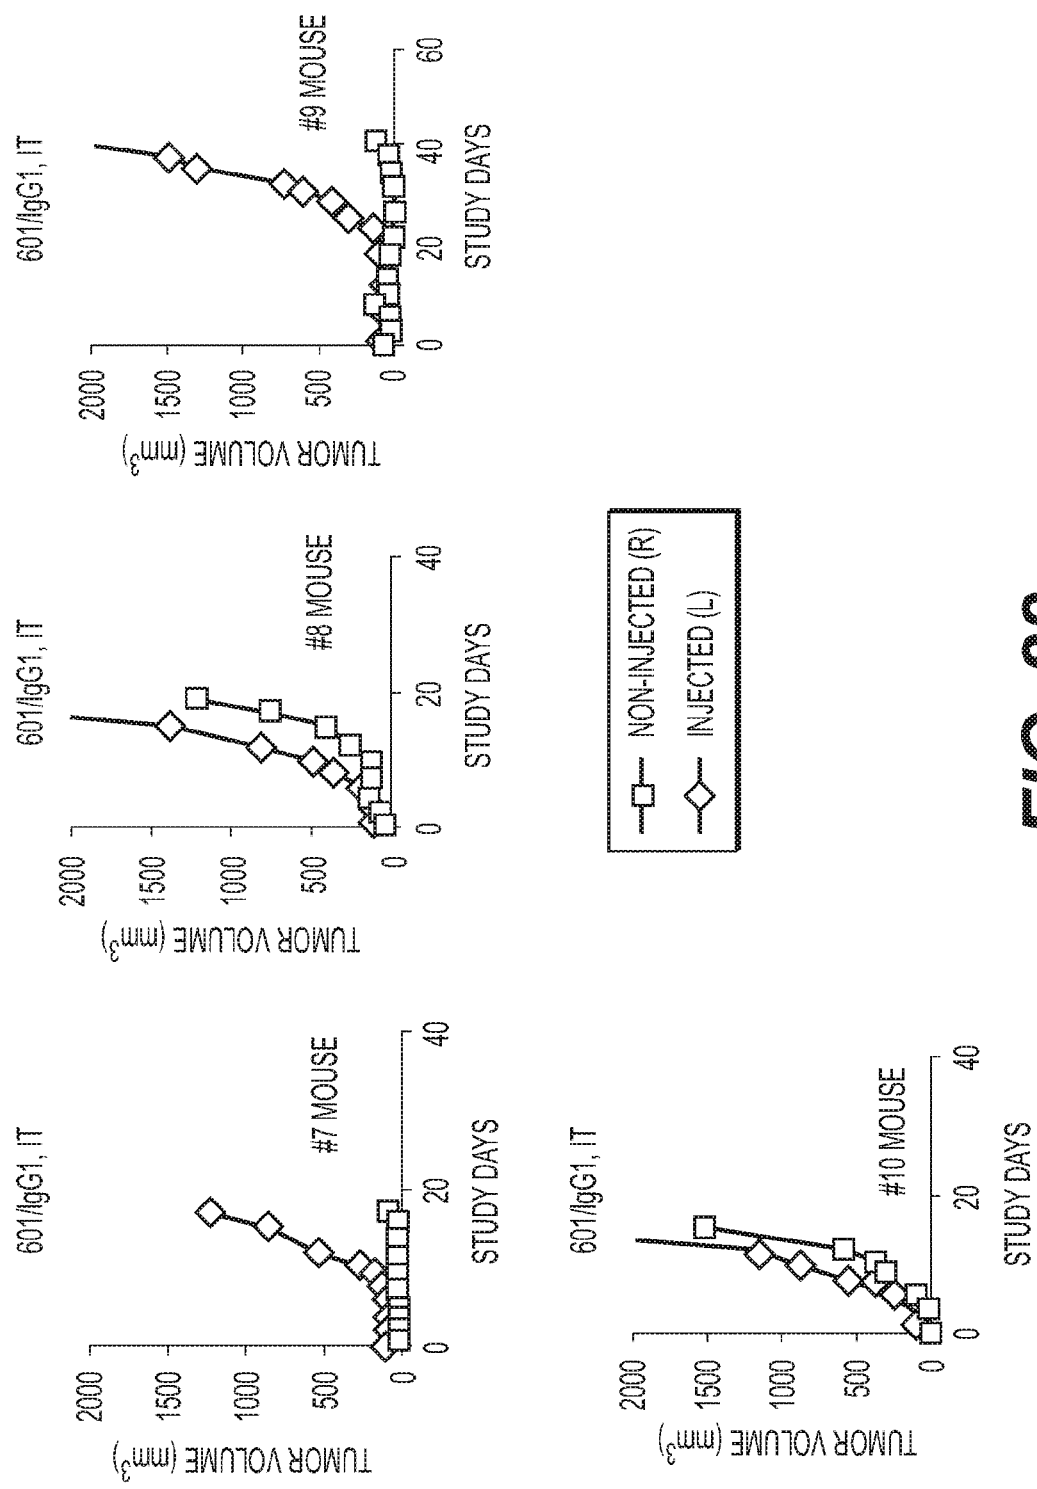 601/IgG1, IT
TUMOR VOLUME (mm³)
2000
1500
1000
500
0
#7 MOUSE
0
20
40
STUDY DAYS
601/IgG1, IT
TUMOR VOLUME (mm³)
2000
1500
1000
500
0
#8 MOUSE
0
20
40
STUDY DAYS
601/IgG1, IT
TUMOR VOLUME (mm³)
2000
1500
1000
500
0
#9 MOUSE
0
20
40
60
STUDY DAYS
601/IgG1, IT
TUMOR VOLUME (mm³)
2000
1500
1000
500
0
#10 MOUSE
0
20
40
STUDY DAYS
NON-INJECTED (R)
INJECTED (L)